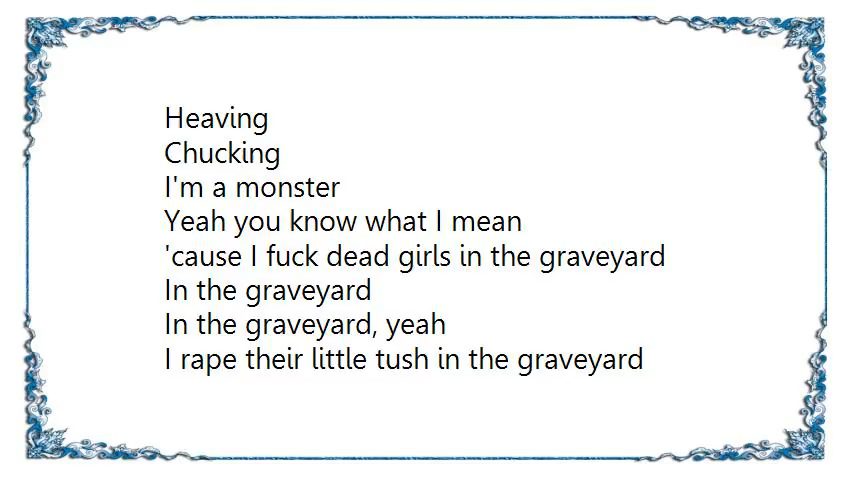 Heaving
Chucking
I'm a monster
Yeah you know what I mean
'cause I fuck dead girls in the graveyard
In the graveyard
In the graveyard, yeah
I rape their little tush in the graveyard